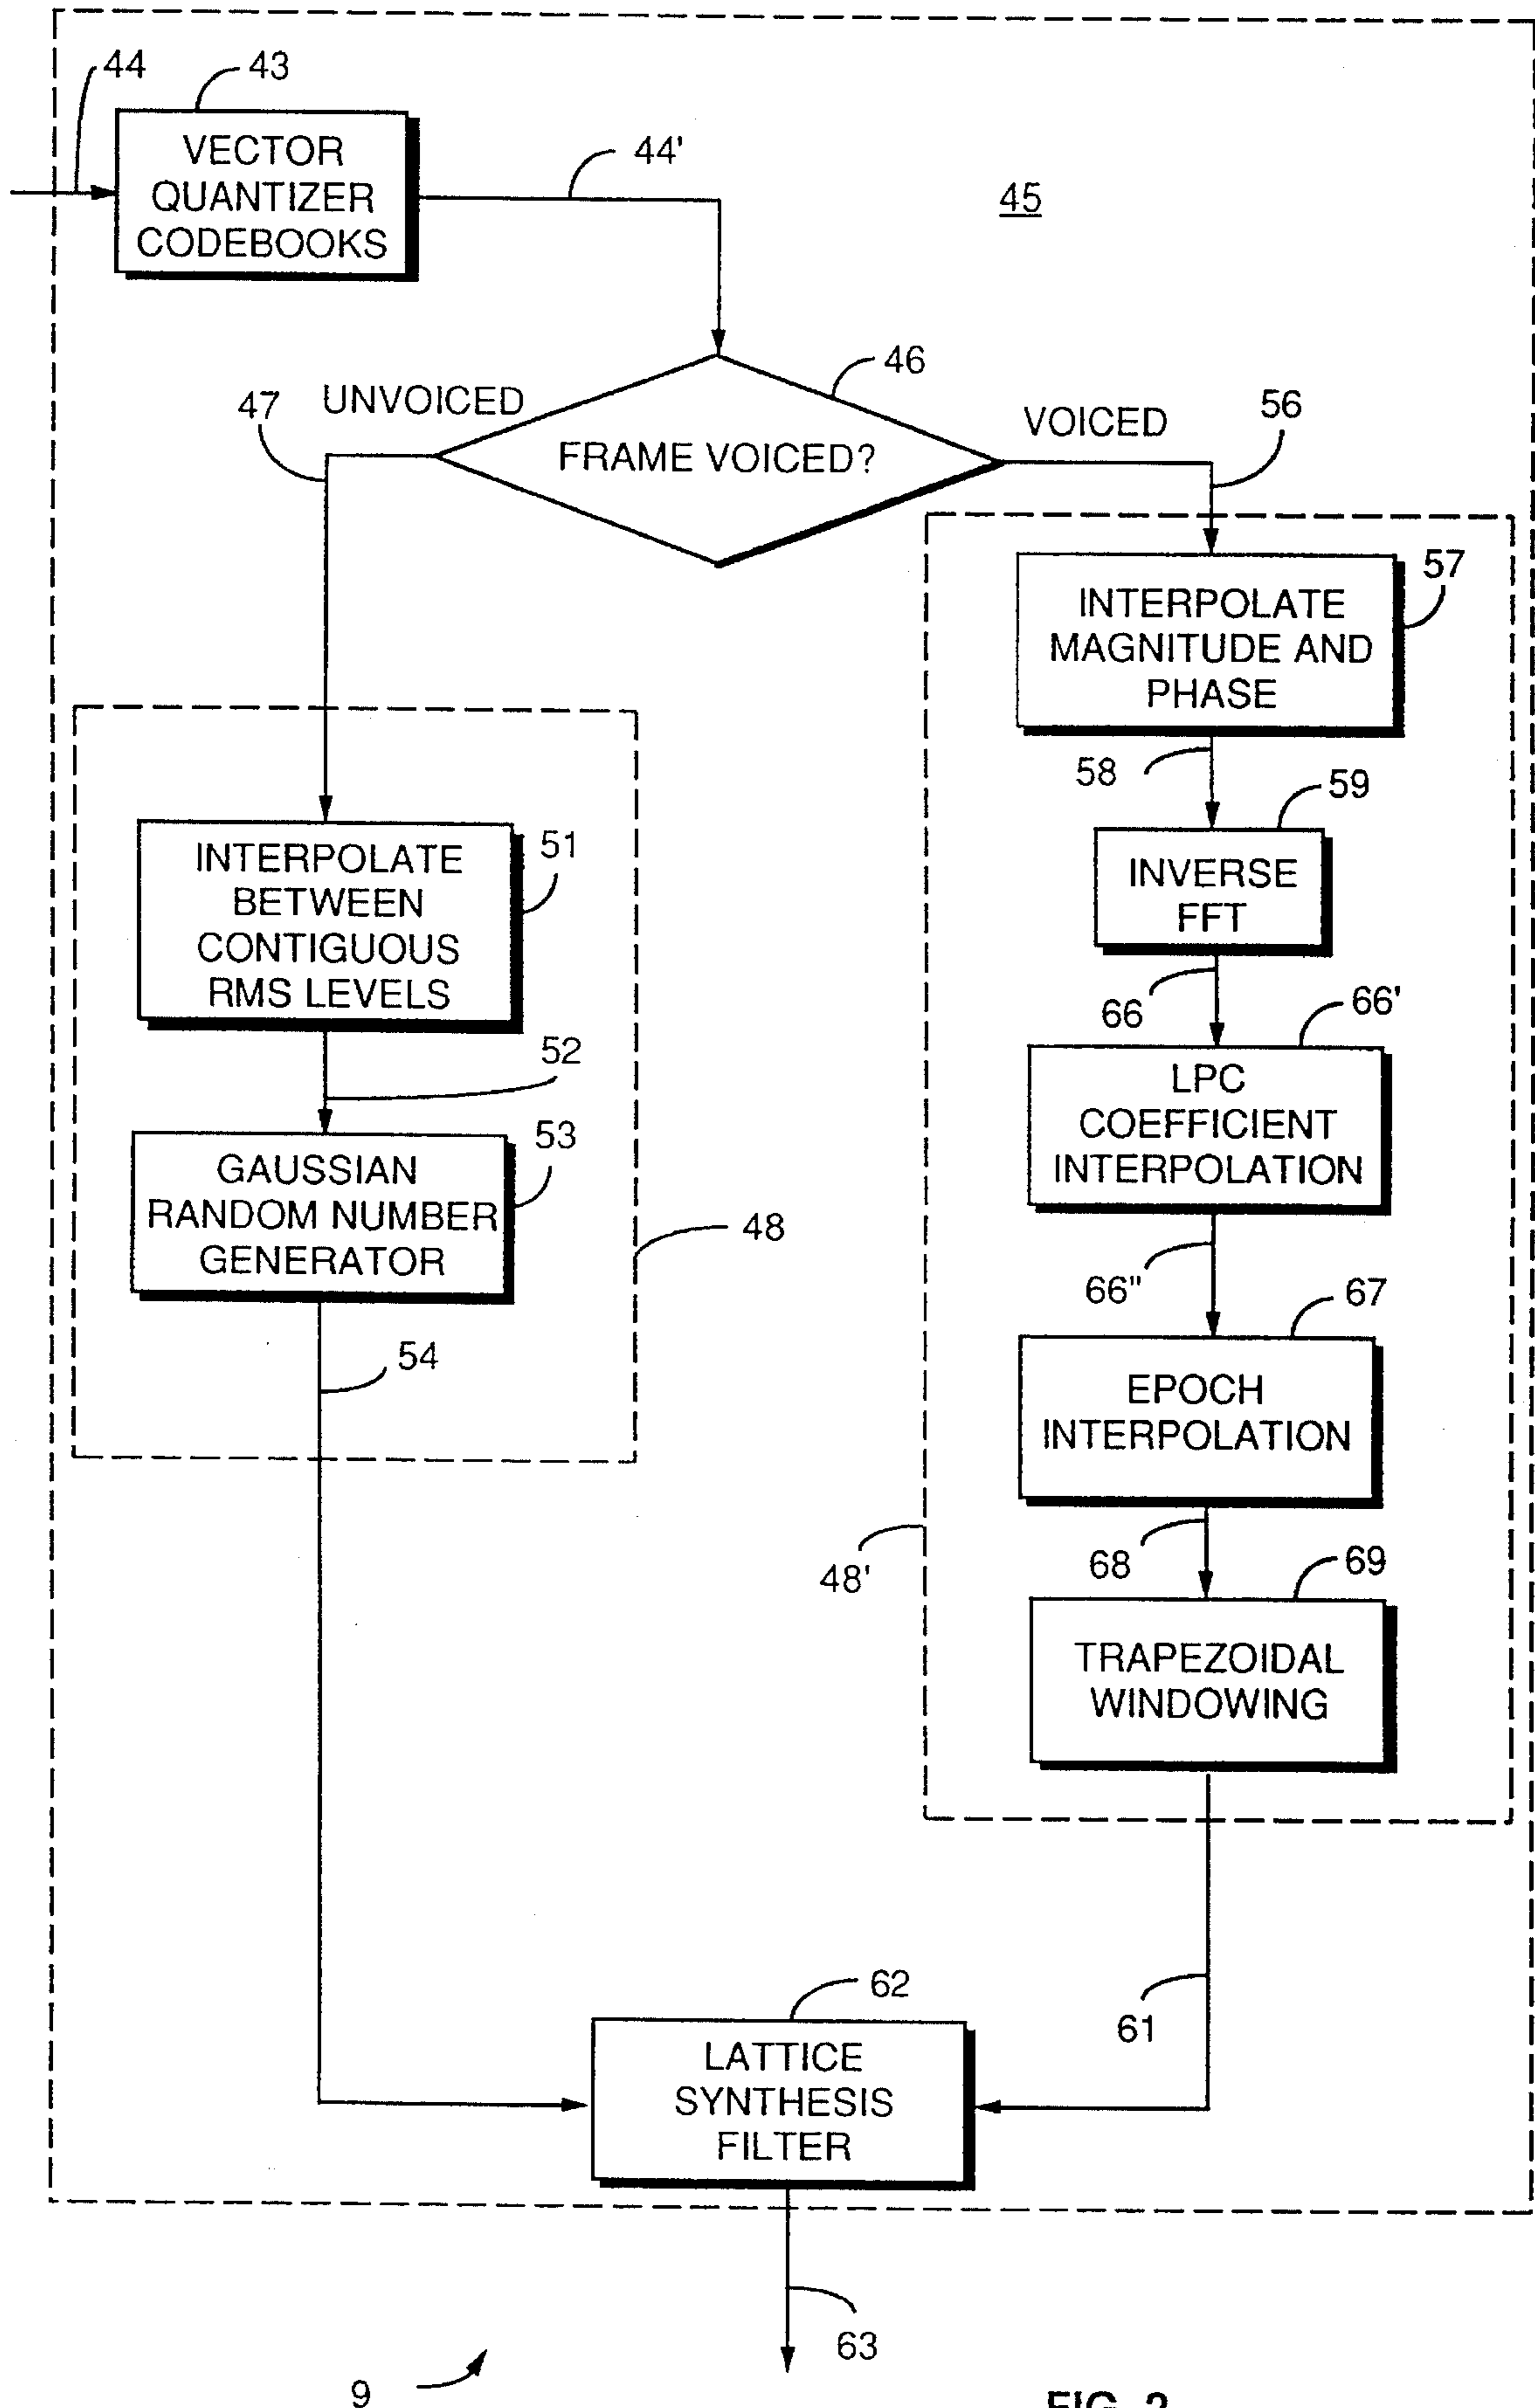 44
43
VECTOR
QUANTIZER
CODEBOOKS
44'
45
46
47
UNVOICED
FRAME VOICED?
VOICED
56
57
INTERPOLATE
MAGNITUDE AND
PHASE
58
59
INVERSE
FFT
51
INTERPOLATE
BETWEEN
CONTIGUOUS
RMS LEVELS
52
66
66'
LPC
COEFFICIENT
INTERPOLATION
53
GAUSSIAN
RANDOM NUMBER
GENERATOR
48
66"
67
EPOCH
INTERPOLATION
54
48'
68
69
TRAPEZOIDAL
WINDOWING
61
62
LATTICE
SYNTHESIS
FILTER
63
9
FIG. 2